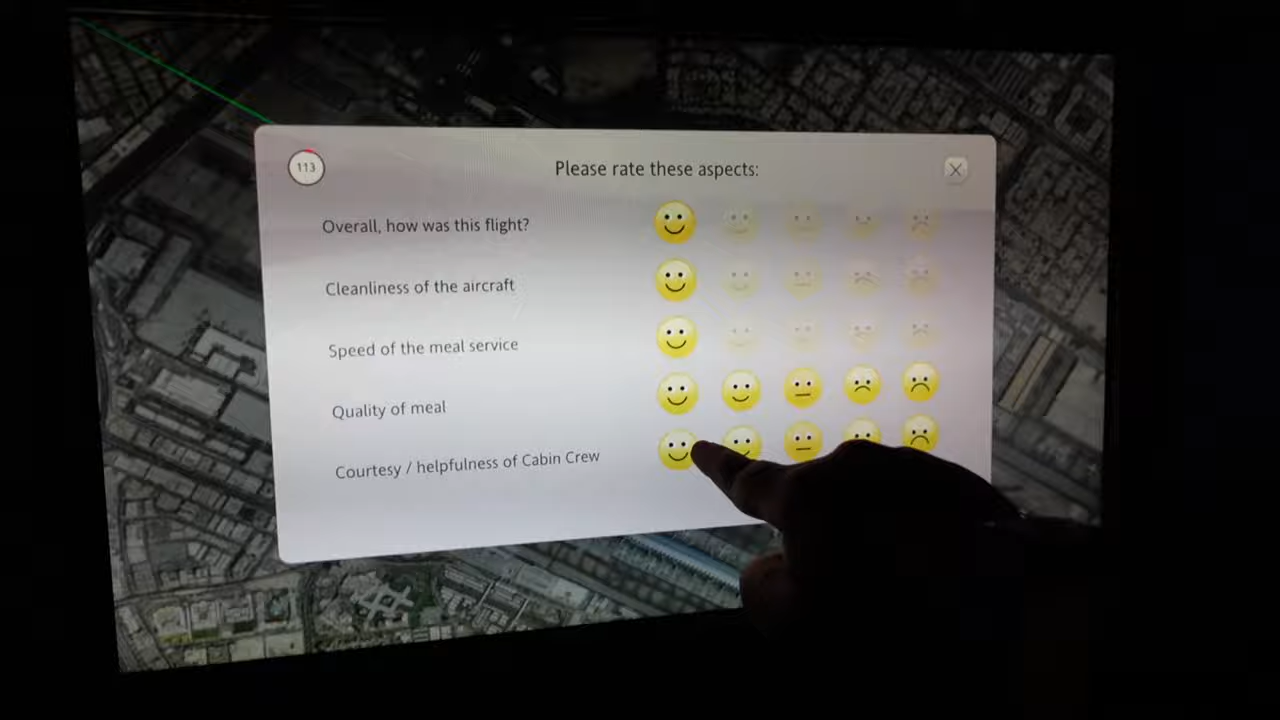 113
Please rate these aspects:
Overall, how was this flight?
Cleanliness of the aircraft
Speed of the meal service
Quality of meal
Courtesy / helpfulness of Cabin Crew